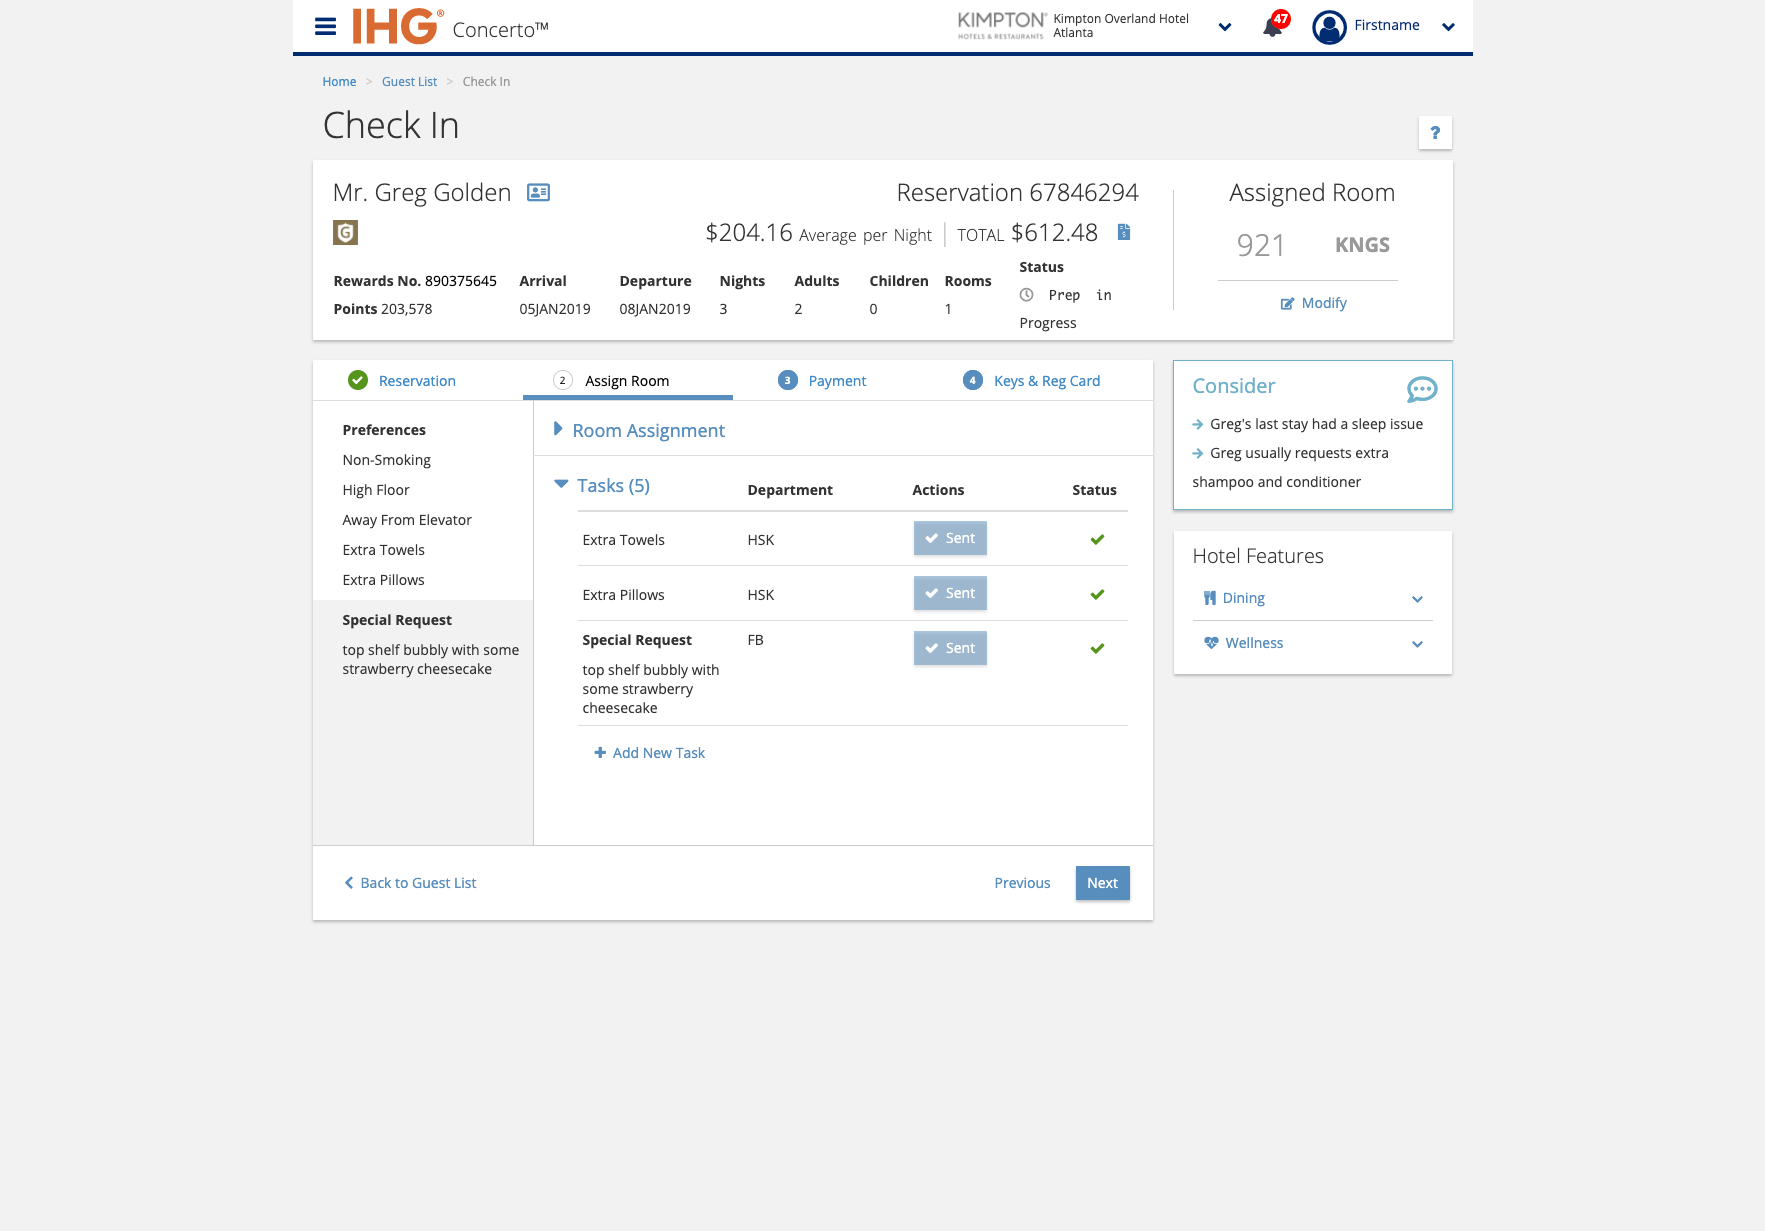 IHG® Concerto™
KIMPTON®
HOTELS & RESTAURANTS
Kimpton Overland Hotel
Atlanta
47
Firstname
Home > Guest List > Check In
Check In
?
Mr. Greg Golden
Reservation 67846294
G
$204.16 Average per Night | TOTAL $612.48
Rewards No. 890375645
Points 203,578
Arrival
05JAN2019
Departure
08JAN2019
Nights
3
Adults
2
Children
0
Rooms
1
Status
Prep in
Progress
Assigned Room
921 KNGS
Modify
Reservation
2 Assign Room
3 Payment
4 Keys & Reg Card
Preferences
Non-Smoking
High Floor
Away From Elevator
Extra Towels
Extra Pillows
Special Request
top shelf bubbly with some
strawberry cheesecake
Room Assignment
Tasks (5) Department Actions Status
Extra Towels HSK Sent
Extra Pillows HSK Sent
Special Request FB Sent
top shelf bubbly with
some strawberry
cheesecake
Add New Task
Back to Guest List
Previous
Next
Consider
Greg's last stay had a sleep issue
Greg usually requests extra
shampoo and conditioner
Hotel Features
Dining
Wellness